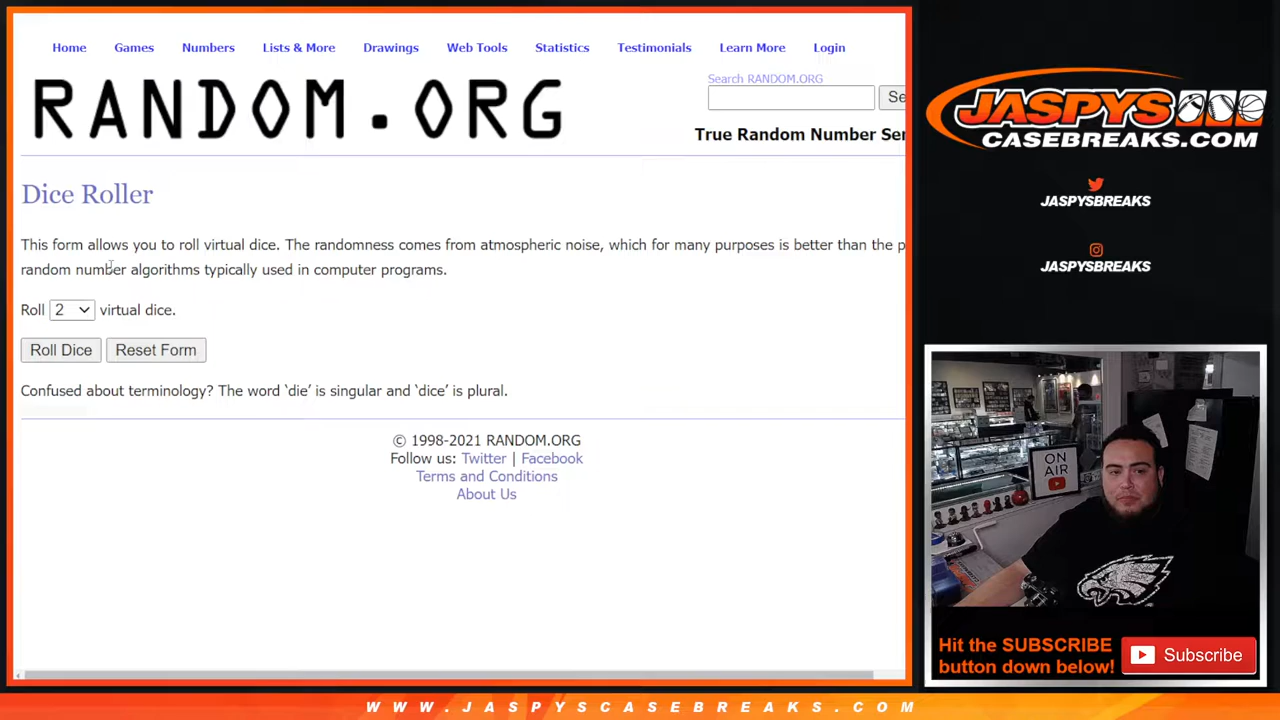 Home Games Numbers Lists & More Drawings Web Tools Statistics Testimonials Learn More Login
RANDOM.ORG
Search RANDOM.ORG
Se
True Random Number Ser
Dice Roller
This form allows you to roll virtual dice. The randomness comes from atmospheric noise, which for many purposes is better than the p
random number algorithms typically used in computer programs.
Roll 2 virtual dice.
Roll Dice Reset Form
Confused about terminology? The word ‘die’ is singular and ‘dice’ is plural.
© 1998-2021 RANDOM.ORG
Follow us: Twitter | Facebook
Terms and Conditions
About Us
JASPYS
CASEBREAKS.COM
JASPYSBREAKS
JASPYSBREAKS
ON
AIR
Hit the SUBSCRIBE
button down below!
Subscribe
WWW.JASPYSCASEBREAKS.COM